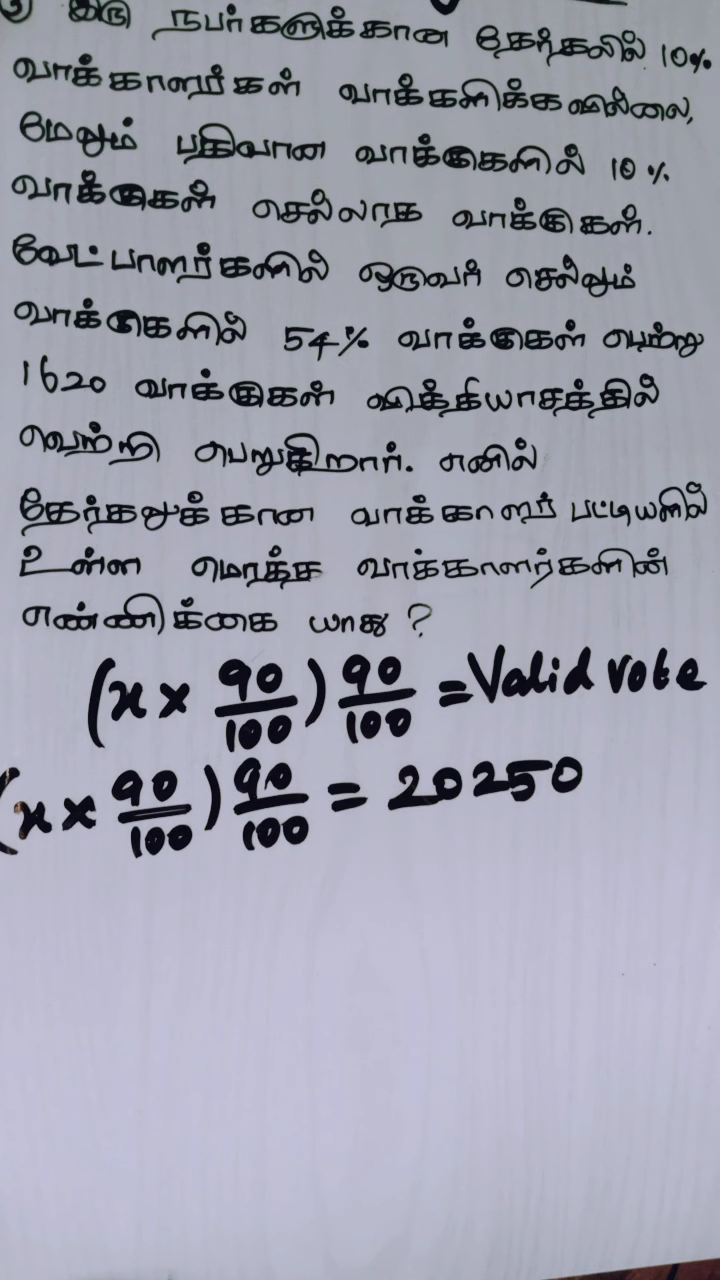 இரு நபர்களுக்கான தேர்தலில் 10%
வாக்காளர்கள் வாக்களிக்கவில்லை,
மேலும் பதிவான வாக்குகளில் 10%
வாக்குகள் செல்லாத வாக்குகள்.
வேட்பாளர்களில் ஒருவர் செல்லும்
வாக்குகளில் 54% வாக்குகள் பெற்று
1620 வாக்குகள் வித்தியாசத்தில்
வெற்றி பெறுகிறார். எனில்
தேர்தலுக்கான வாக்காளர் பட்டியலில்
உள்ள மொத்த வாக்காளர்களின்
எண்ணிக்கை யாது?
(x × 90/100) 90/100 = Valid vote
(x × 90/100) 90/100 = 20250